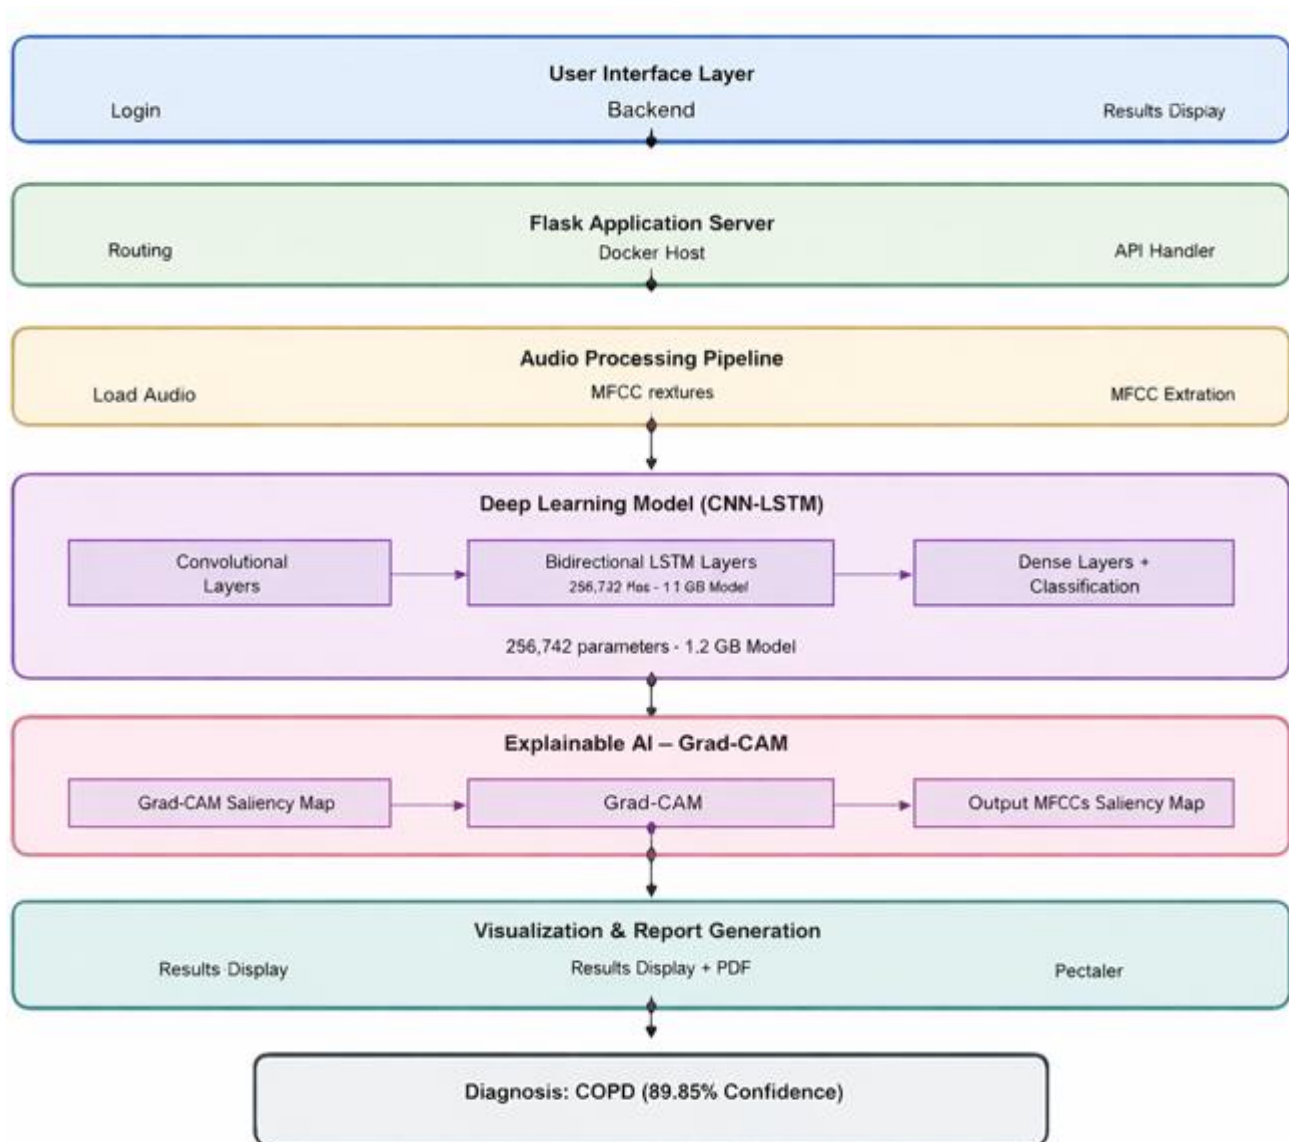 User Interface Layer
Login
Backend
Results Display
Flask Application Server
Routing
Docker Host
API Handler
Audio Processing Pipeline
Load Audio
MFCC rextures
MFCC Extration
Deep Learning Model (CNN-LSTM)
Convolutional
Layers
Bidirectional LSTM Layers
GB Model
Dense Layers +
Classification
256,742 parameters - 1.2 GB Model
Explainable AI – Grad-CAM
Grad-CAM Saliency Map
Grad-CAM
Output MFCCs Saliency Map
Visualization & Report Generation
Results Display
Results Display + PDF
Pectaler
Diagnosis: COPD (89.85% Confidence)